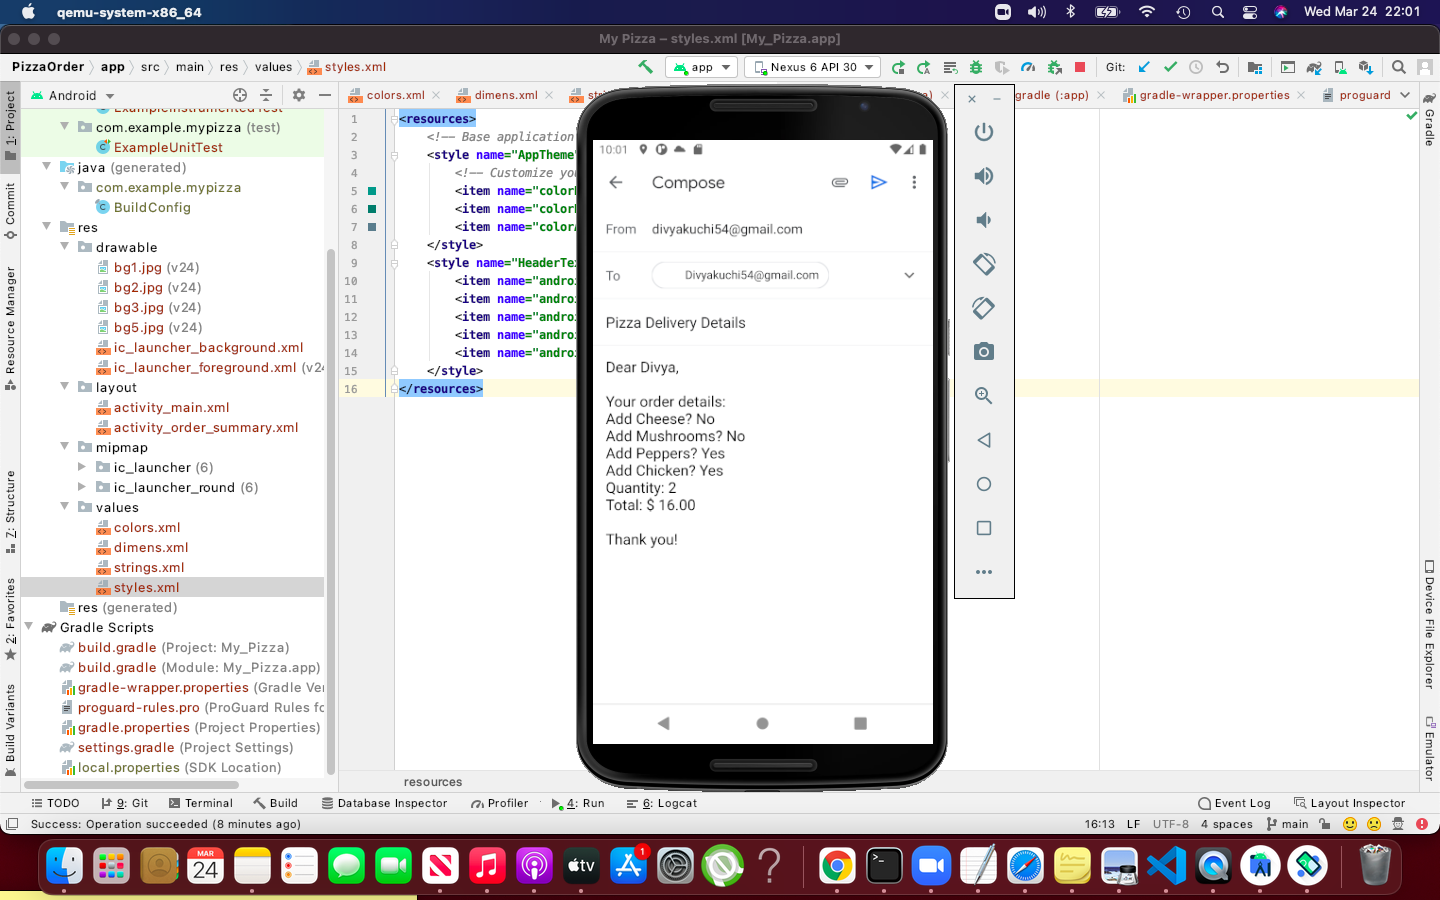 qemu-system-x86_64
Wed Mar 24 22:01
My Pizza – styles.xml [My_Pizza.app]
PizzaOrder app src main res values styles.xml
app
Nexus 6 API 30
Git:
Android
colors.xml
dimens.xml
gradle (:app)
gradle-wrapper.properties
proguard
1: Project
Commit
Resource Manager
Z: Structure
2: Favorites
Build Variants
Gradle
Device File Explorer
Emulator
ExampleInstrumentedTest
com.example.mypizza (test)
ExampleUnitTest
java (generated)
com.example.mypizza
BuildConfig
res
drawable
bg1.jpg (v24)
bg2.jpg (v24)
bg3.jpg (v24)
bg5.jpg (v24)
ic_launcher_background.xml
ic_launcher_foreground.xml (v24
layout
activity_main.xml
activity_order_summary.xml
mipmap
ic_launcher (6)
ic_launcher_round (6)
values
colors.xml
dimens.xml
strings.xml
styles.xml
res (generated)
Gradle Scripts
build.gradle (Project: My_Pizza)
build.gradle (Module: My_Pizza.app)
gradle-wrapper.properties (Gradle Ver
proguard-rules.pro (ProGuard Rules fo
gradle.properties (Project Properties)
settings.gradle (Project Settings)
local.properties (SDK Location)
1 <resources>
2 <!-- Base application
3 <style name="AppTheme"
4 <!-- Customize you
5 <item name="color
6 <item name="color
7 <item name="color
8 </style>
9 <style name="HeaderTex
10 <item name="andro
11 <item name="andro
12 <item name="andro
13 <item name="andro
14 <item name="andro
15 </style>
16 </resources>
resources
10:01
Compose
From divyakuchi54@gmail.com
To Divyakuchi54@gmail.com
Pizza Delivery Details
Dear Divya,
Your order details:
Add Cheese? No
Add Mushrooms? No
Add Peppers? Yes
Add Chicken? Yes
Quantity: 2
Total: $ 16.00
Thank you!
TODO 9: Git Terminal Build Database Inspector Profiler 4: Run 6: Logcat Event Log Layout Inspector
Success: Operation succeeded (8 minutes ago) 16:13 LF UTF-8 4 spaces main
MAR
24
tv
1